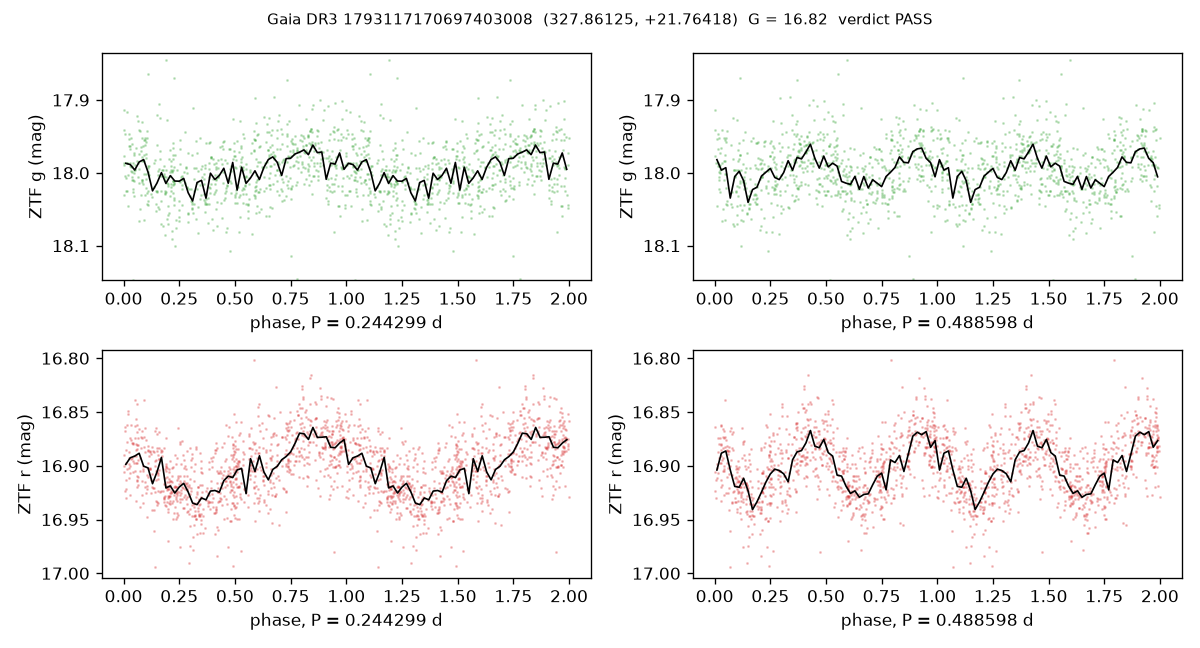 Gaia DR3 1793117170697403008 (327.86125, +21.76418) G = 16.82 verdict PASS
ZTF g (mag)
17.9
18.0
18.1
0.00 0.25 0.50 0.75 1.00 1.25 1.50 1.75 2.00
phase, P = 0.244299 d
ZTF g (mag)
17.9
18.0
18.1
0.00 0.25 0.50 0.75 1.00 1.25 1.50 1.75 2.00
phase, P = 0.488598 d
ZTF r (mag)
16.80
16.85
16.90
16.95
17.00
0.00 0.25 0.50 0.75 1.00 1.25 1.50 1.75 2.00
phase, P = 0.244299 d
ZTF r (mag)
16.80
16.85
16.90
16.95
17.00
0.00 0.25 0.50 0.75 1.00 1.25 1.50 1.75 2.00
phase, P = 0.488598 d